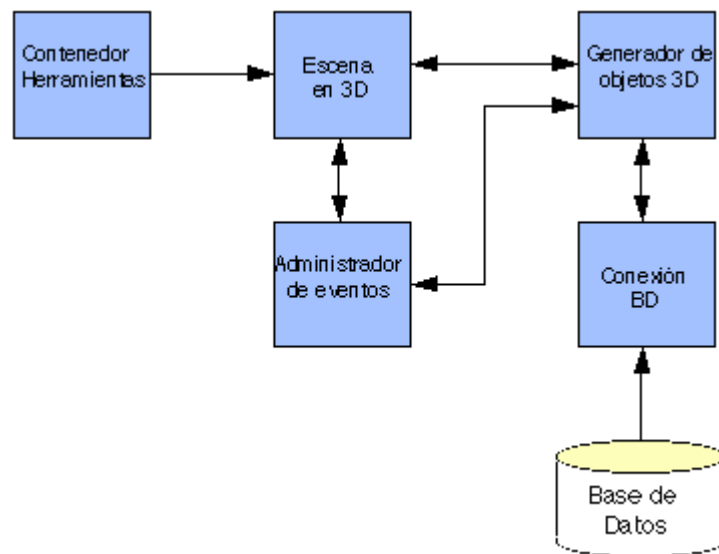 Contenedor
Herramientas
Escena
en 3D
Generador de
objetos 3D
Administrador
de eventos
Conexión
BD
Base de
Datos